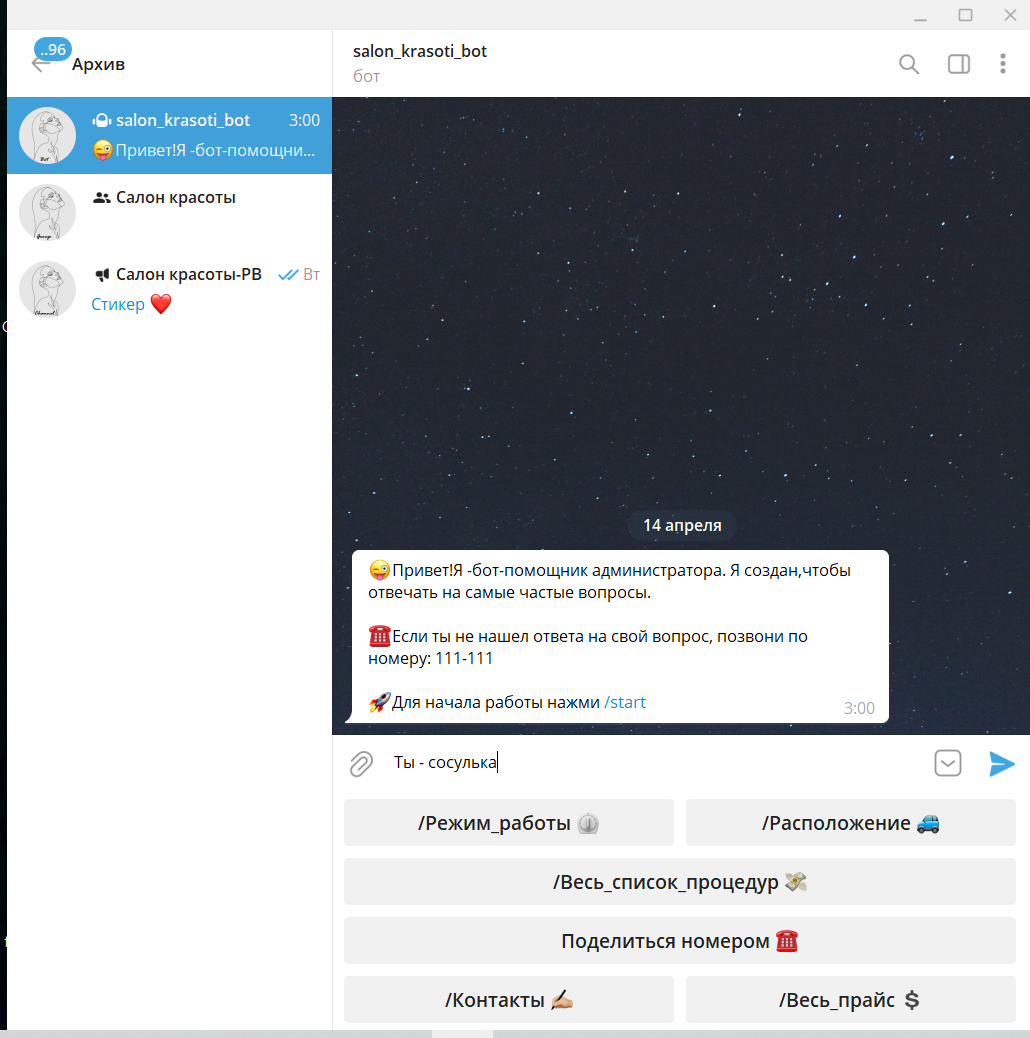 ..96
Архив
salon_krasoti_bot
бот
salon_krasoti_bot 3:00
😜Привет!Я -бот-помощни...
Салон красоты
Салон красоты-РВ Вт
Стикер ❤️
14 апреля
😜Привет!Я -бот-помощник администратора. Я создан,чтобы
отвечать на самые частые вопросы.
☎️Если ты не нашел ответа на свой вопрос, позвони по
номеру: 111-111
🚀Для начала работы нажми /start
3:00
Ты - сосулька
/Режим_работы
/Расположение 🚙
/Весь_список_процедур 💸
Поделиться номером ☎️
/Контакты ✍🏼
/Весь_прайс 💲